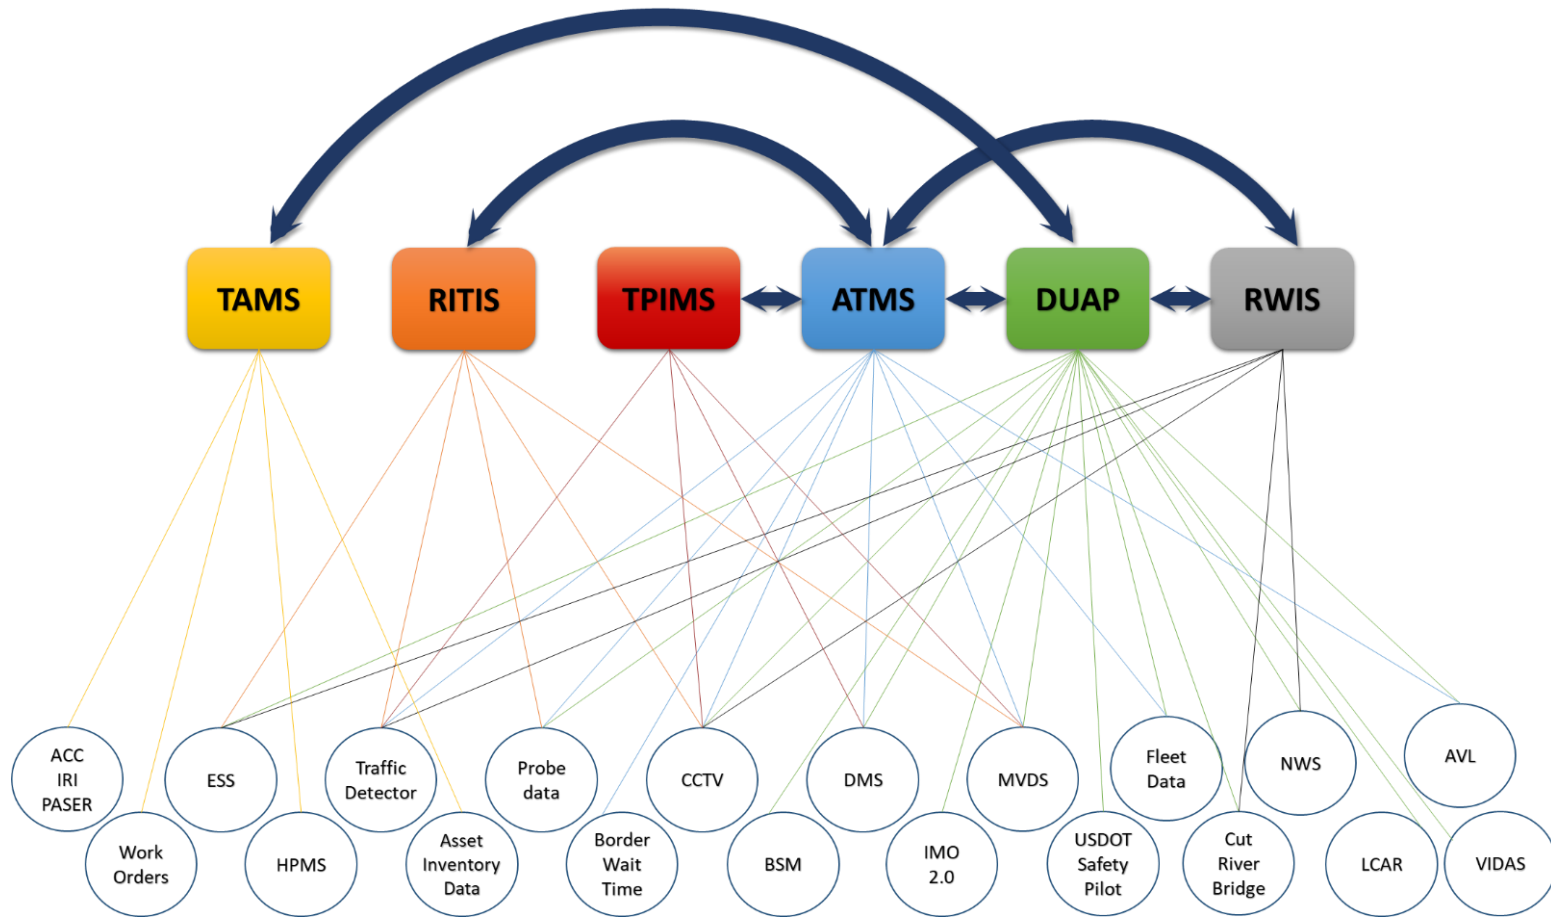 TAMS
RITIS
TPIMS
ATMS
DUAP
RWIS
ACC
IRI
PASER
ESS
Traffic
Detector
Probe
data
CCTV
DMS
MVDS
Fleet
Data
NWS
AVL
Work
Orders
HPMS
Asset
Inventory
Data
Border
Wait
Time
BSM
IMO
2.0
USDOT
Safety
Pilot
Cut
River
Bridge
LCAR
VIDAS